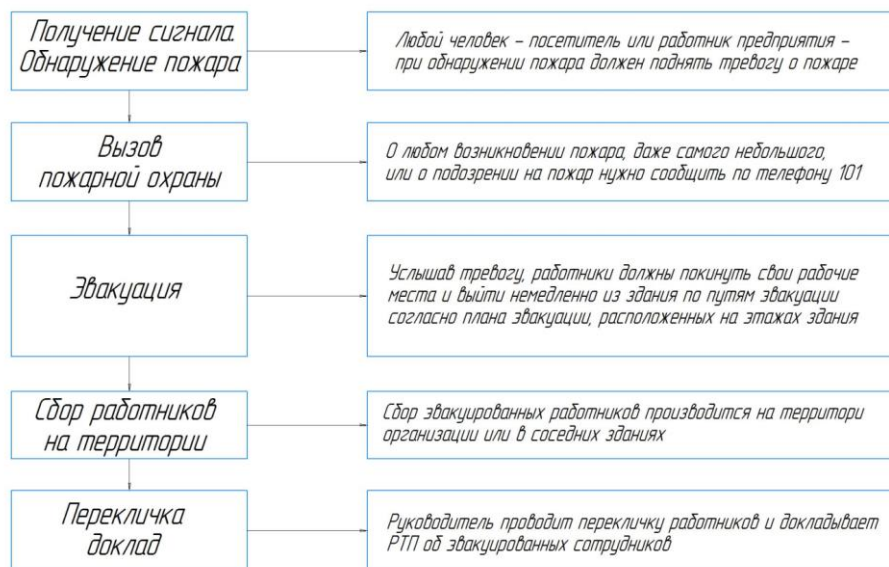 Получение сигнала.
Обнаружение пожара
Любой человек – посетитель или работник предприятия –
при обнаружении пожара должен поднять тревогу о пожаре
Вызов
пожарной охраны
О любом возникновении пожара, даже самого небольшого,
или о подозрении на пожар нужно сообщить по телефону 101
Эвакуация
Услышав тревогу, работники должны покинуть свои рабочие
места и выйти немедленно из здания по путям эвакуации
согласно плана эвакуации, расположенных на этажах здания
Сбор работников
на территории
Сбор эвакуированных работников производится на территори
организации или в соседних зданиях
Перекличка
доклад
Руководитель проводит перекличку работников и докладывает
РТП об эвакуированных сотрудников